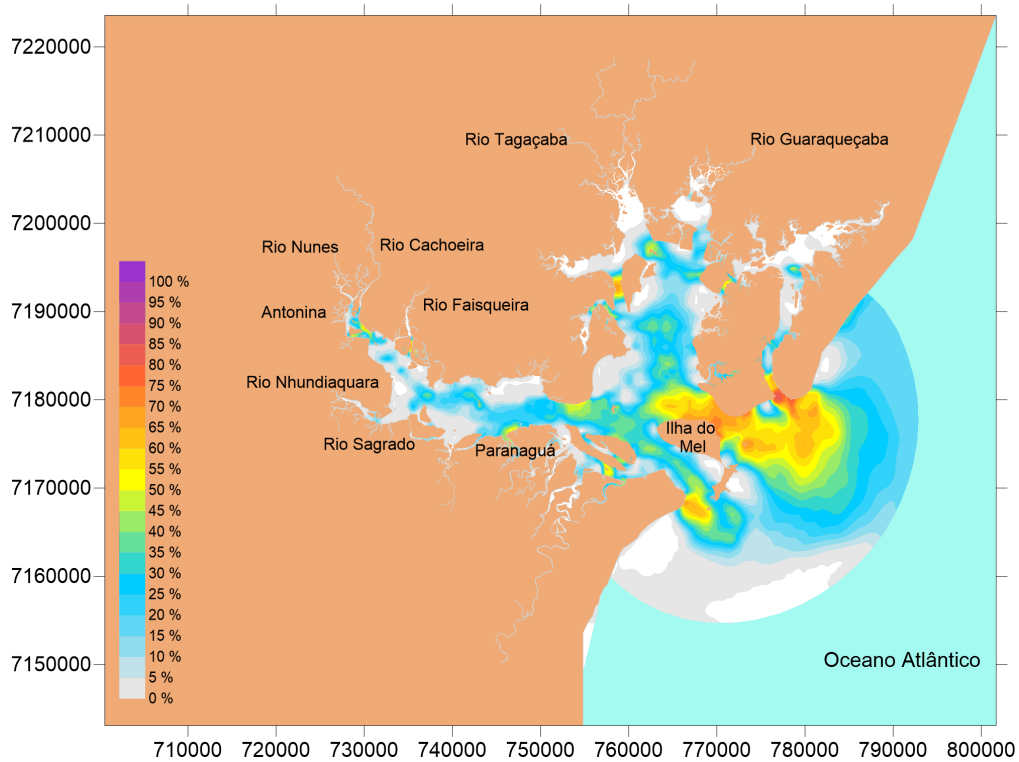 7220000
7210000
7200000
7190000
7180000
7170000
7160000
7150000
Rio Tagaçaba
Rio Guaraqueçaba
Rio Nunes
Rio Cachoeira
Antonina
Rio Faisqueira
Rio Nhundiaquara
Rio Sagrado
Paranaguá
Ilha do
Mel
Oceano Atlântico
100 %
95 %
90 %
85 %
80 %
75 %
70 %
65 %
60 %
55 %
50 %
45 %
40 %
35 %
30 %
25 %
20 %
15 %
10 %
5 %
0 %
710000 720000 730000 740000 750000 760000 770000 780000 790000 800000